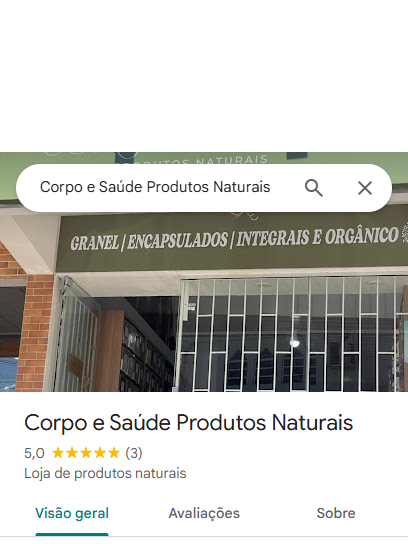 PRODUTOS NATURAIS
Corpo e Saúde Produtos Naturais
GRANEL | ENCAPSULADOS | INTEGRAIS E ORGÂNICO
Corpo e Saúde Produtos Naturais
5,0 ★★★★★ (3)
Loja de produtos naturais
Visão geral Avaliações Sobre